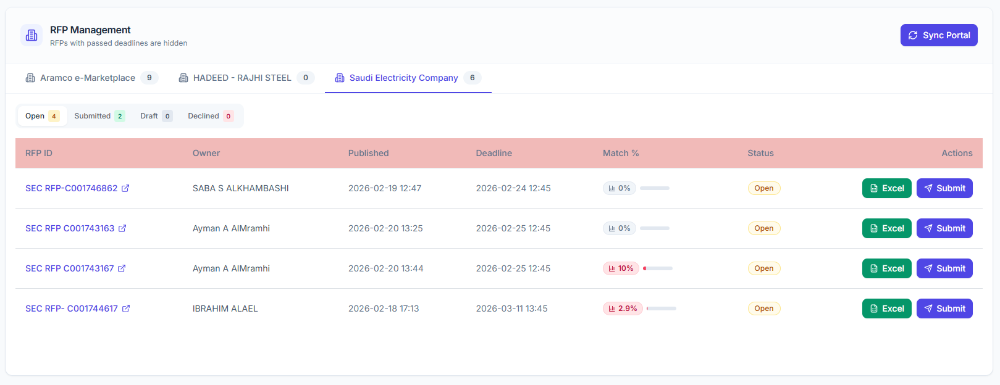 RFP Management
RFPs with passed deadlines are hidden
Sync Portal
Aramco e-Marketplace 9 HADEED - RAJHI STEEL 0 Saudi Electricity Company 6
Open 4 Submitted 2 Draft 0 Declined 0
RFP ID Owner Published Deadline Match % Status Actions
SEC RFP-C001746862 SABA S ALKHAMBASHI 2026-02-19 12:47 2026-02-24 12:45 0% Open Excel Submit
SEC RFP C001743163 Ayman A AlMramhi 2026-02-20 13:25 2026-02-25 12:45 0% Open Excel Submit
SEC RFP C001743167 Ayman A AlMramhi 2026-02-20 13:44 2026-02-25 12:45 10% Open Excel Submit
SEC RFP- C001744617 IBRAHIM ALAEL 2026-02-18 17:13 2026-03-11 13:45 2.9% Open Excel Submit